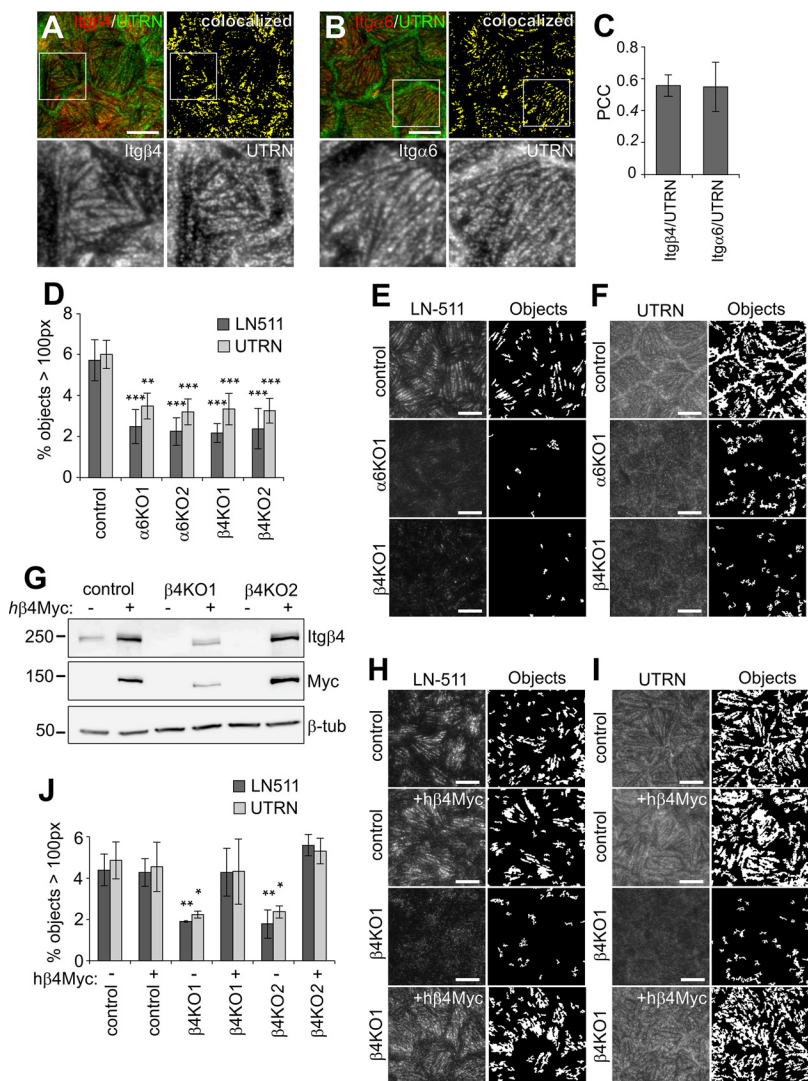 A
Itgβ4/UTRN
colocalized
Itgβ4
UTRN
B
Itgα6/UTRN
colocalized
Itgα6
UTRN
C
PCC
0.8
0.6
0.4
0.2
0
Itgβ4/UTRN
Itgα6/UTRN
D
% objects > 100px
8
6
4
2
0
LN511
UTRN
*** ** *** *** *** *** *** ***
control
α6KO1
α6KO2
β4KO1
β4KO2
E
LN-511 Objects
control
α6KO1
β4KO1
F
UTRN Objects
control
α6KO1
β4KO1
G
control β4KO1 β4KO2
hβ4Myc: - + - + - +
250 Itgβ4
150 Myc
50 β-tub
H
LN-511 Objects
control
control +hβ4Myc
β4KO1
β4KO1 +hβ4Myc
I
UTRN Objects
control
control +hβ4Myc
β4KO1
β4KO1 +hβ4Myc
J
LN511
UTRN
% objects > 100px
6
4
2
0
** * ** *
hβ4Myc: - + - + - +
control
control
β4KO1
β4KO1
β4KO2
β4KO2